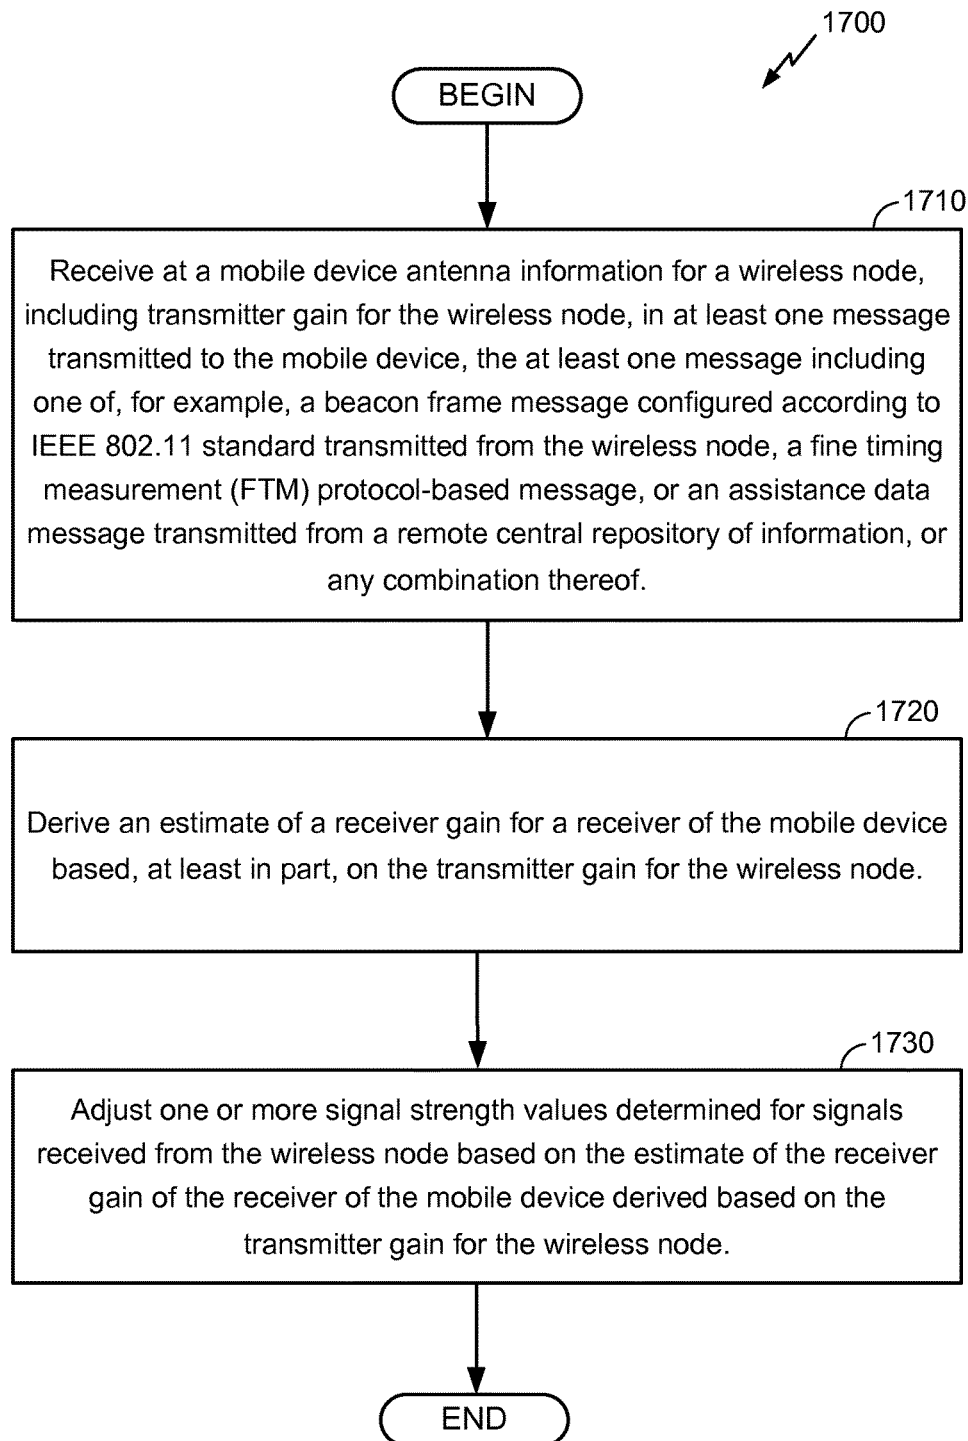 1700
BEGIN
1710
Receive at a mobile device antenna information for a wireless node,
including transmitter gain for the wireless node, in at least one message
transmitted to the mobile device, the at least one message including
one of, for example, a beacon frame message configured according to
IEEE 802.11 standard transmitted from the wireless node, a fine timing
measurement (FTM) protocol-based message, or an assistance data
message transmitted from a remote central repository of information, or
any combination thereof.
1720
Derive an estimate of a receiver gain for a receiver of the mobile device
based, at least in part, on the transmitter gain for the wireless node.
1730
Adjust one or more signal strength values determined for signals
received from the wireless node based on the estimate of the receiver
gain of the receiver of the mobile device derived based on the
transmitter gain for the wireless node.
END